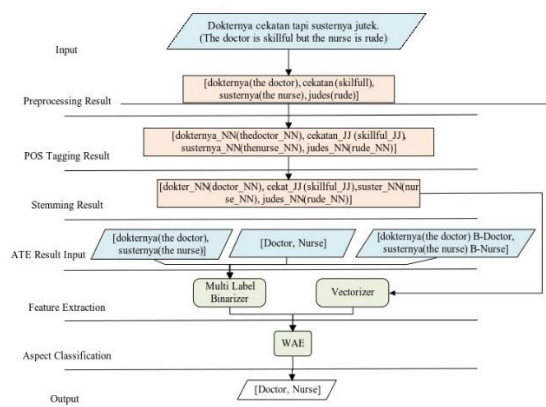 Dokternya cekatan tapi susternya jutek.
(The doctor is skillful but the nurse is rude)
Input
[dokternya(the doctor), cekatan(skilfull),
susternya(the nurse), judes(rude)]
Preprocessing Result
[dokternya_NN(thedoctor_NN), cekatan_JJ (skillful_JJ),
susternya_NN(thenurse_NN), judes_NN(rude_NN)]
POS Tagging Result
[dokter_NN(doctor_NN), cekat_JJ (skillful_JJ),suster_NN(nur
se_NN), judes_NN(rude_NN)]
Stemming Result
[dokternya(the doctor),
susternya(the nurse)]
[Doctor, Nurse]
[dokternya(the doctor) B-Doctor,
susternya(the nurse) B-Nurse]
ATE Result Input
Multi Label
Binarizer
Vectorizer
Feature Extraction
WAE
Aspect Classification
[Doctor, Nurse]
Output